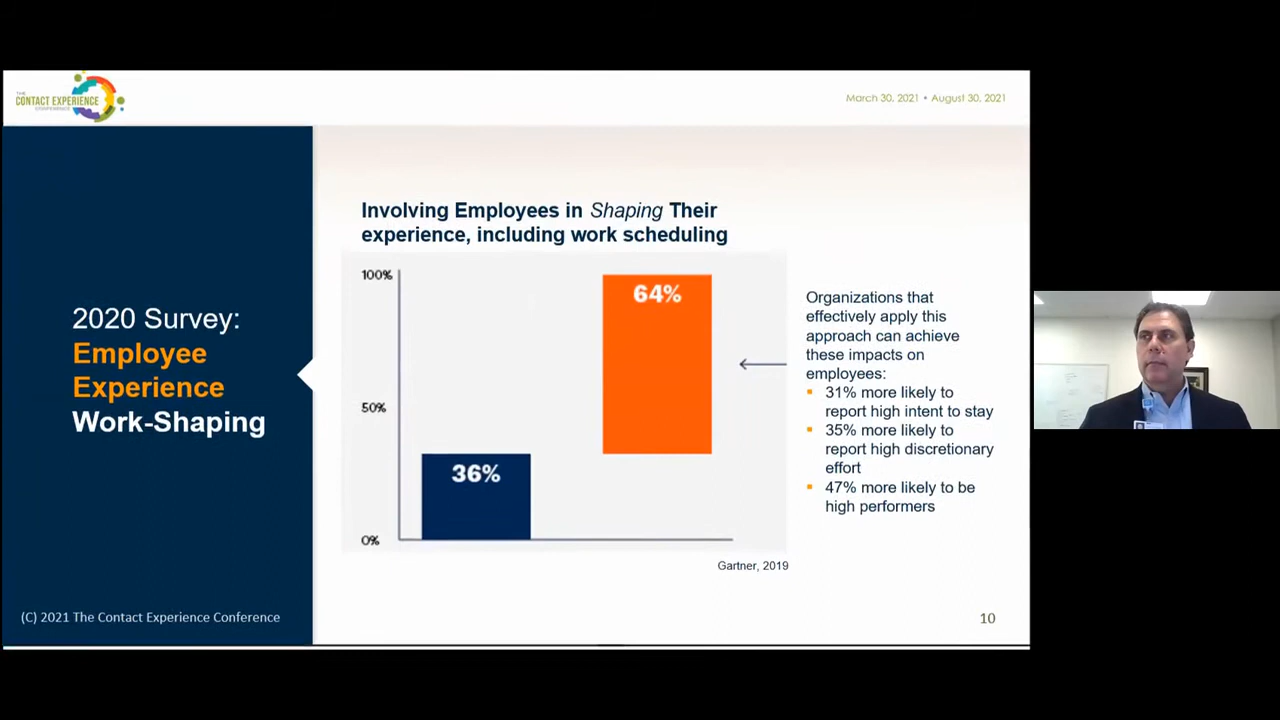 THE
CONTACT EXPERIENCE
CONFERENCE
March 30, 2021 • August 30, 2021
2020 Survey:
Employee
Experience
Work-Shaping
Involving Employees in Shaping Their
experience, including work scheduling
100%
64%
50%
36%
0%
Organizations that
effectively apply this
approach can achieve
these impacts on
employees:
▪ 31% more likely to
report high intent to stay
▪ 35% more likely to
report high discretionary
effort
▪ 47% more likely to be
high performers
Gartner, 2019
(C) 2021 The Contact Experience Conference
10